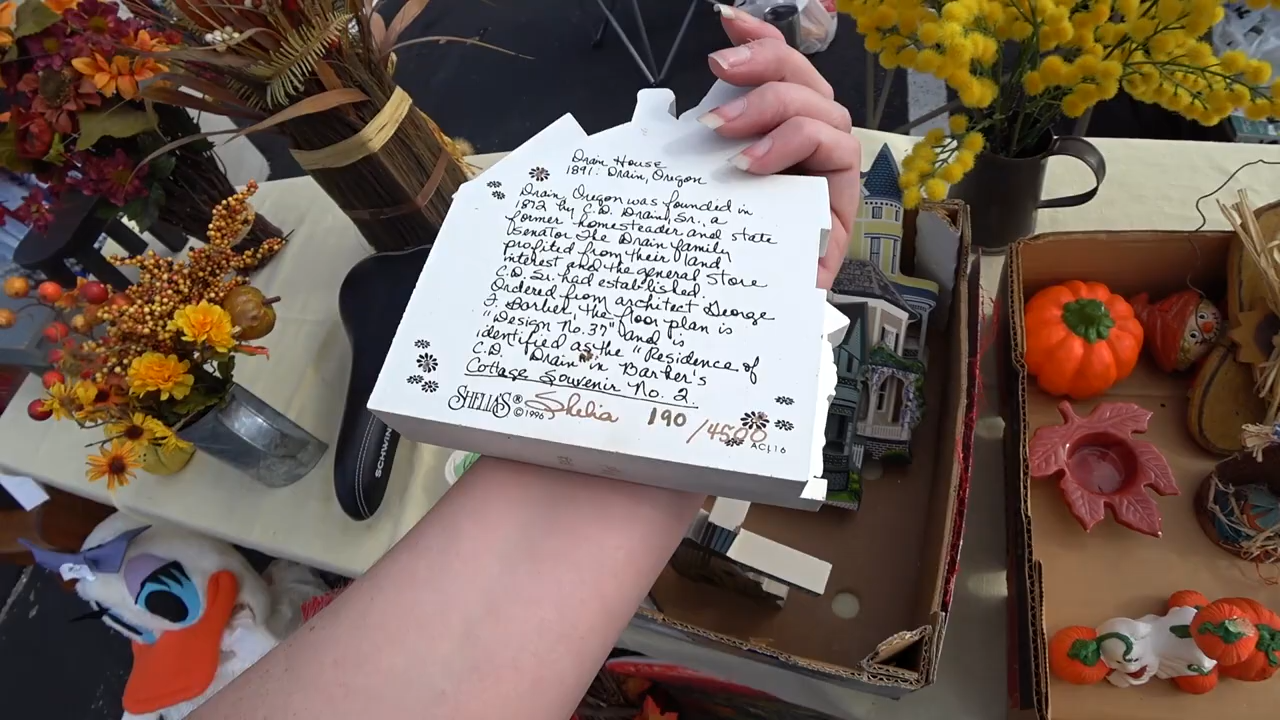 Drain House
1891: Drain, Oregon
Drain, Oregon was founded in
1872 by C.D. Drain, Sr., a
former homesteader and state
senator. The Drain family
profited from their land
interest and the general store
C.D. Sr. had established.
Ordered from architect George
F. Barber, the floor plan is
"Design No. 37" and is
identified as the "Residence of
C.D. Drain" in Barber's
Cottage Souvenir No. 2.
SHELIA'S ® © 1996 Shelia 190 /4500
ACL16
SCHWINN